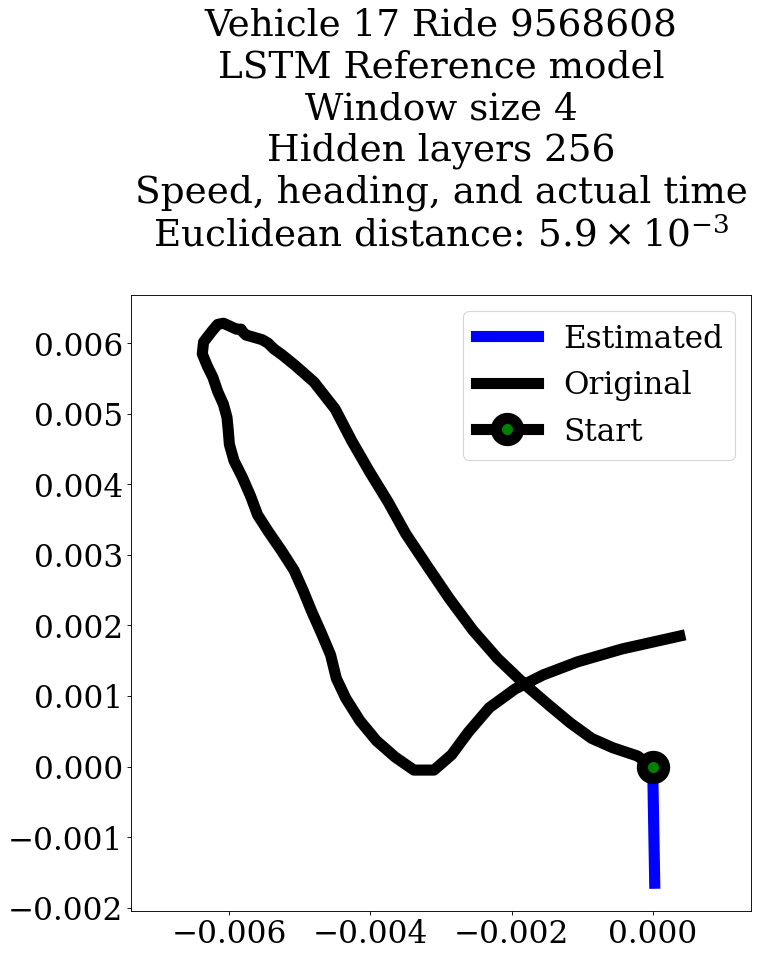 Vehicle 17 Ride 9568608
LSTM Reference model
Window size 4
Hidden layers 256
Speed, heading, and actual time
Euclidean distance: 5.9 × 10⁻³
Estimated
Original
Start
0.006
0.005
0.004
0.003
0.002
0.001
0.000
−0.001
−0.002
−0.006 −0.004 −0.002 0.000